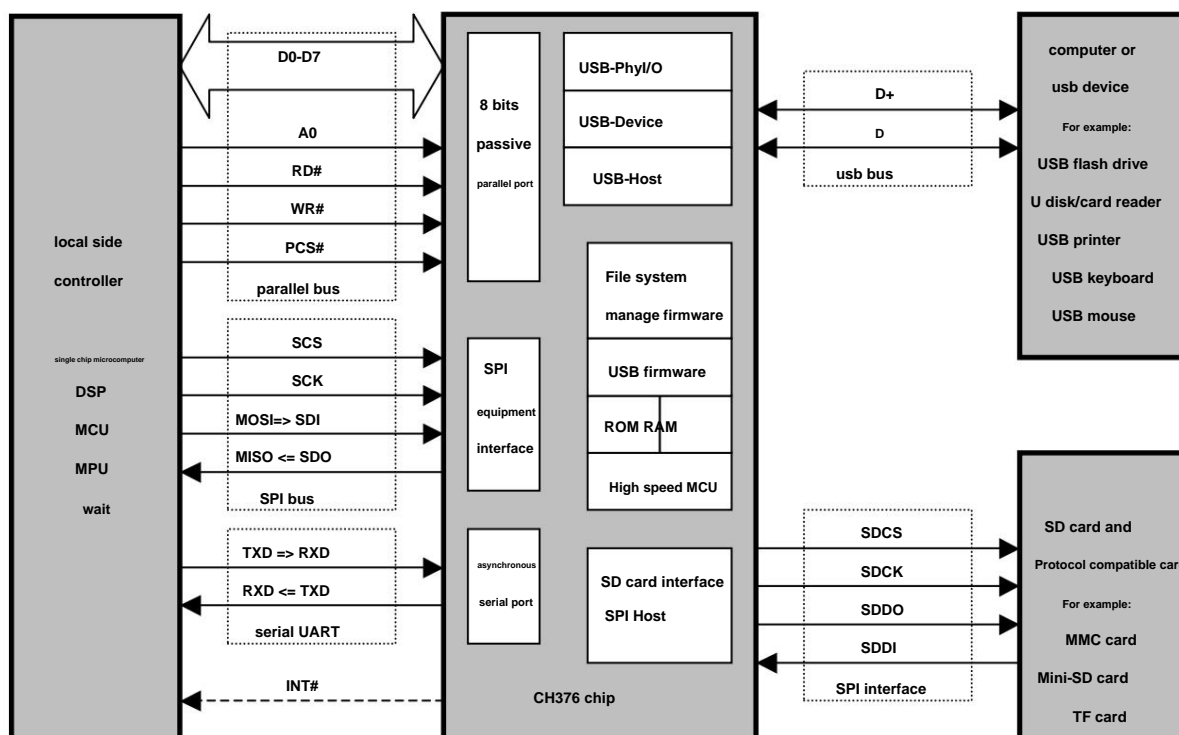 local side
controller
single chip microcomputer
DSP
MCU
MPU
wait
D0-D7
A0
RD#
WR#
PCS#
parallel bus
SCS
SCK
MOSI=> SDI
MISO <= SDO
SPI bus
TXD => RXD
RXD <= TXD
serial UART
INT#
8 bits
passive
parallel port
SPI
equipment
interface
asynchronous
serial port
USB-PhyI/O
USB-Device
USB-Host
File system
manage firmware
USB firmware
ROM RAM
High speed MCU
SD card interface
SPI Host
CH376 chip
D+
D
usb bus
SDCS
SDCK
SDDO
SDDI
SPI interface
computer or
usb device
For example:
USB flash drive
U disk/card reader
USB printer
USB keyboard
USB mouse
SD card and
Protocol compatible car
For example:
MMC card
Mini-SD card
TF card